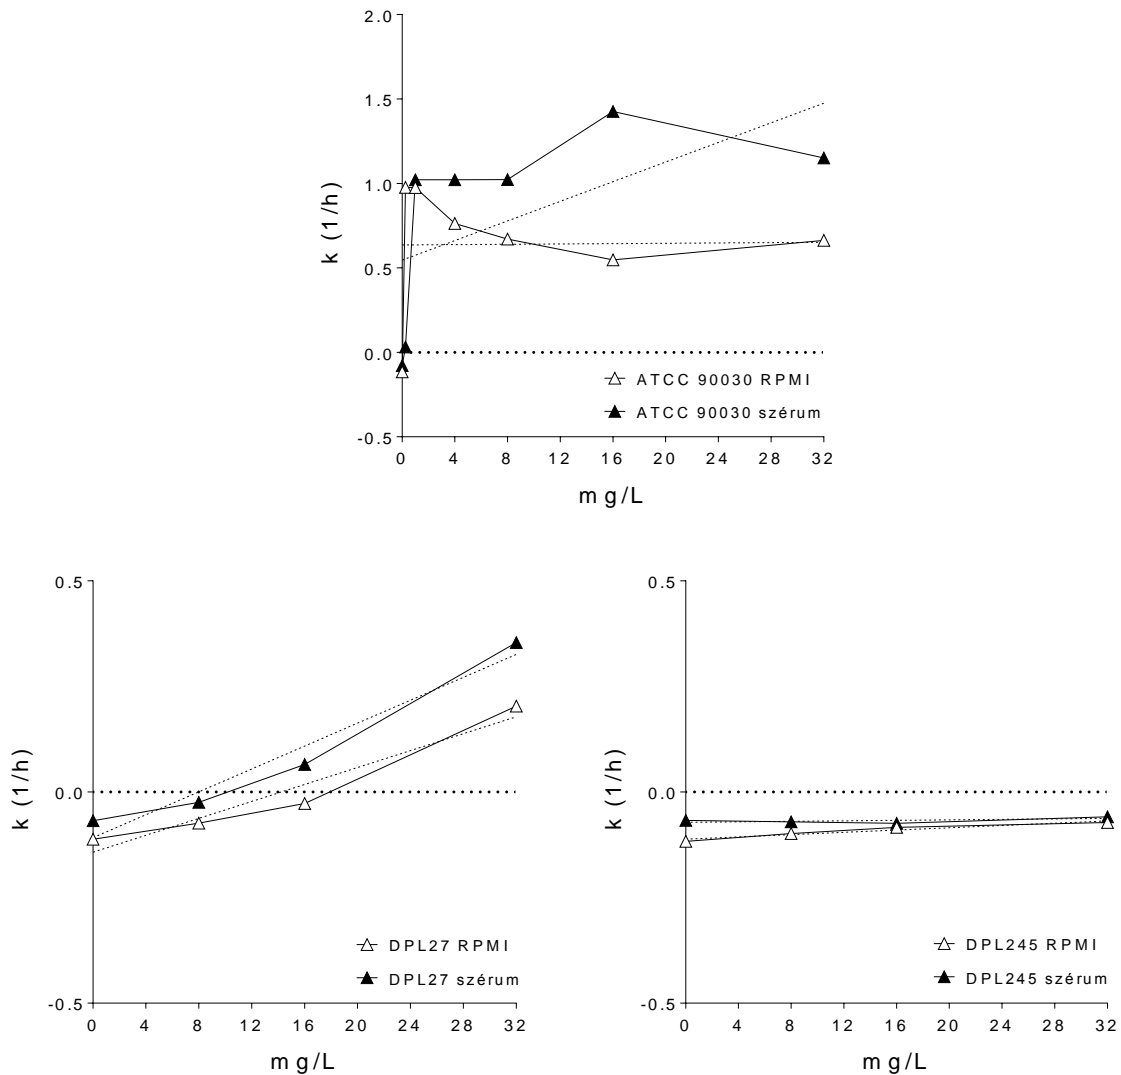 2.0
1.5
1.0
0.5
0.0
-0.5
k (1/h)
ATCC 90030 RPMI
ATCC 90030 szérum
0 4 8 12 16 20 24 28 32
mg/L
0.5
0.0
-0.5
k (1/h)
DPL27 RPMI
DPL27 szérum
0 4 8 12 16 20 24 28 32
mg/L
0.5
0.0
-0.5
k (1/h)
DPL245 RPMI
DPL245 szérum
0 4 8 12 16 20 24 28 32
mg/L